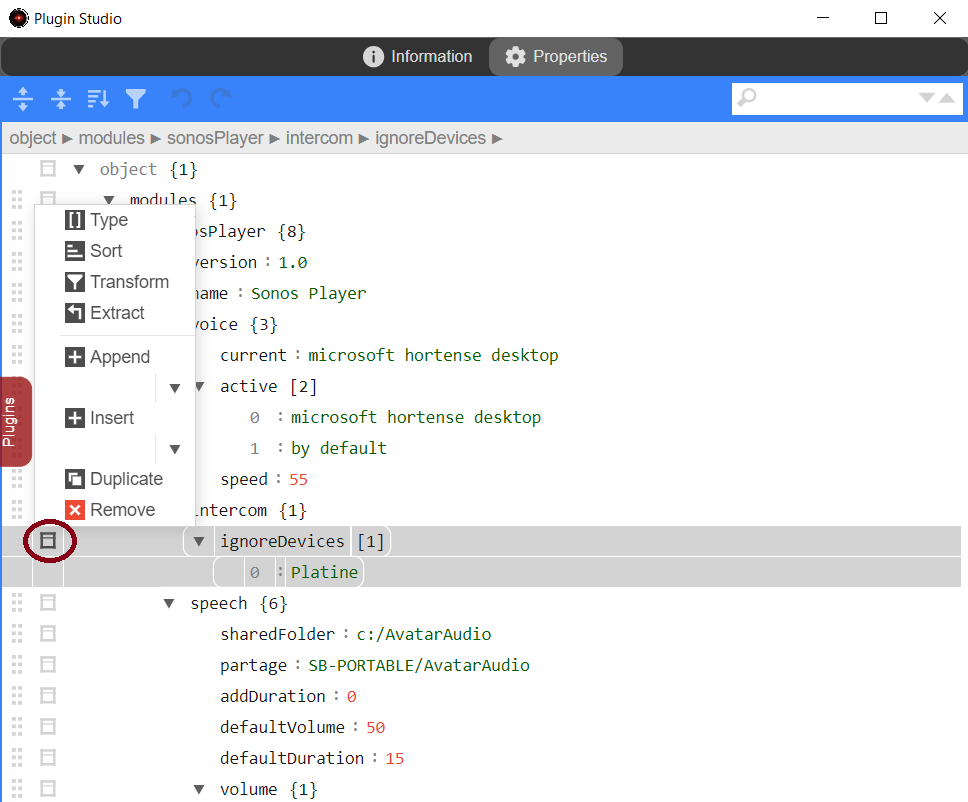 Plugin Studio
Information Properties
object ▶ modules ▶ sonosPlayer ▶ intercom ▶ ignoreDevices ▶
object {1}
modules {1}
Type
osPlayer {8}
Sort
version : 1.0
Transform
name : Sonos Player
Extract
voice {3}
Append
current : microsoft hortense desktop
active [2]
Plugins
Insert
0 : microsoft hortense desktop
1 : by default
Duplicate
speed : 55
Remove
intercom {1}
ignoreDevices [1]
0 : Platine
speech {6}
sharedFolder : c:/AvatarAudio
partage : SB-PORTABLE/AvatarAudio
addDuration : 0
defaultVolume : 50
defaultDuration : 15
volume {1}